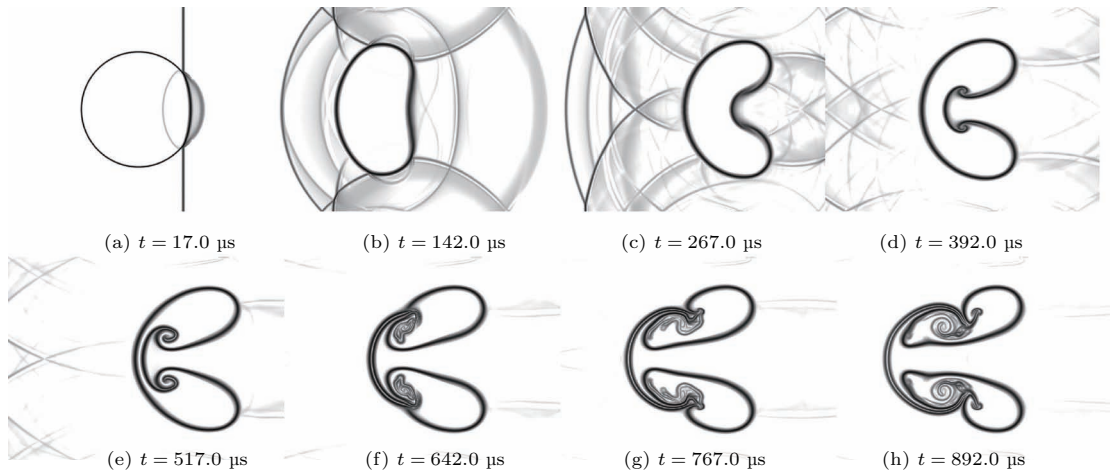 (a) t = 17.0 µs
(b) t = 142.0 µs
(c) t = 267.0 µs
(d) t = 392.0 µs
(e) t = 517.0 µs
(f) t = 642.0 µs
(g) t = 767.0 µs
(h) t = 892.0 µs